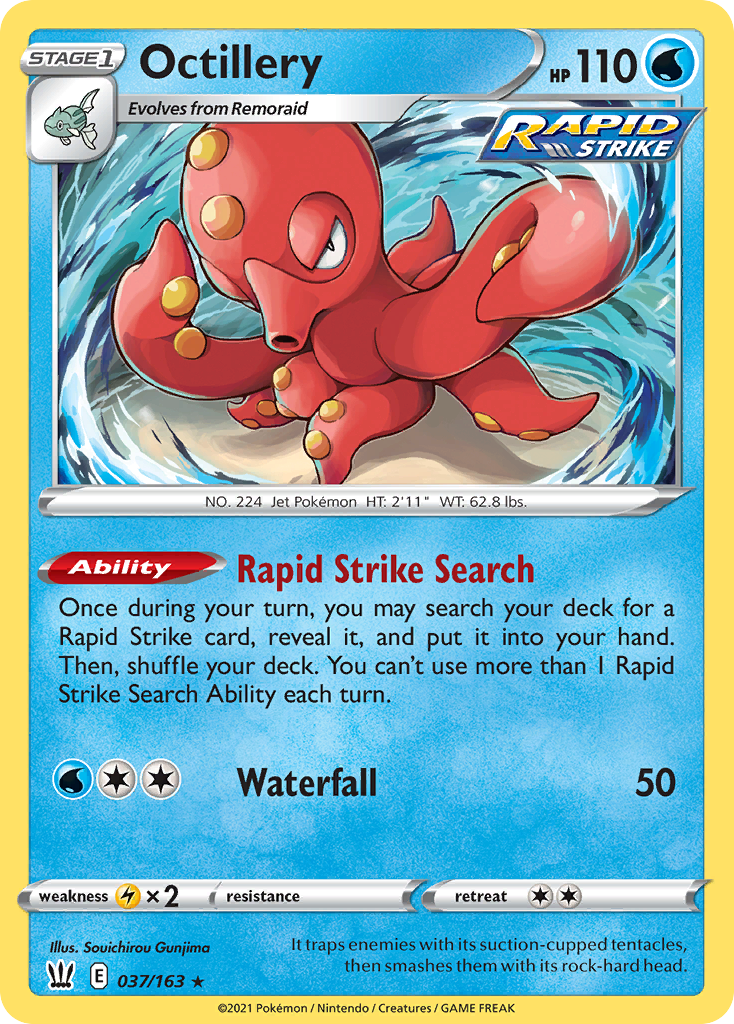 STAGE1
Octillery
HP 110
Evolves from Remoraid
RAPID
STRIKE
NO. 224 Jet Pokémon HT: 2'11" WT: 62.8 lbs.
Ability Rapid Strike Search
Once during your turn, you may search your deck for a
Rapid Strike card, reveal it, and put it into your hand.
Then, shuffle your deck. You can't use more than 1 Rapid
Strike Search Ability each turn.
Waterfall 50
weakness ×2 resistance retreat
Illus. Souichirou Gunjima
It traps enemies with its suction-cupped tentacles,
then smashes them with its rock-hard head.
E 037/163 ★
©2021 Pokémon / Nintendo / Creatures / GAME FREAK